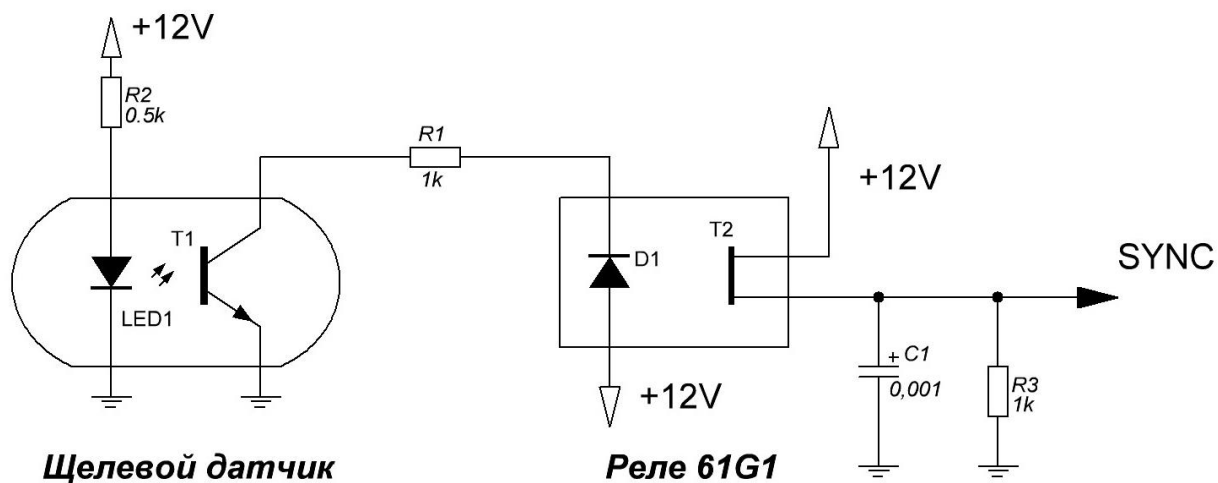 +12V
R2
0.5k
R1
1k
+12V
T1
LED1
D1
T2
SYNC
+12V
+ C1
0,001
R3
1k
Щелевой датчик
Реле 61G1